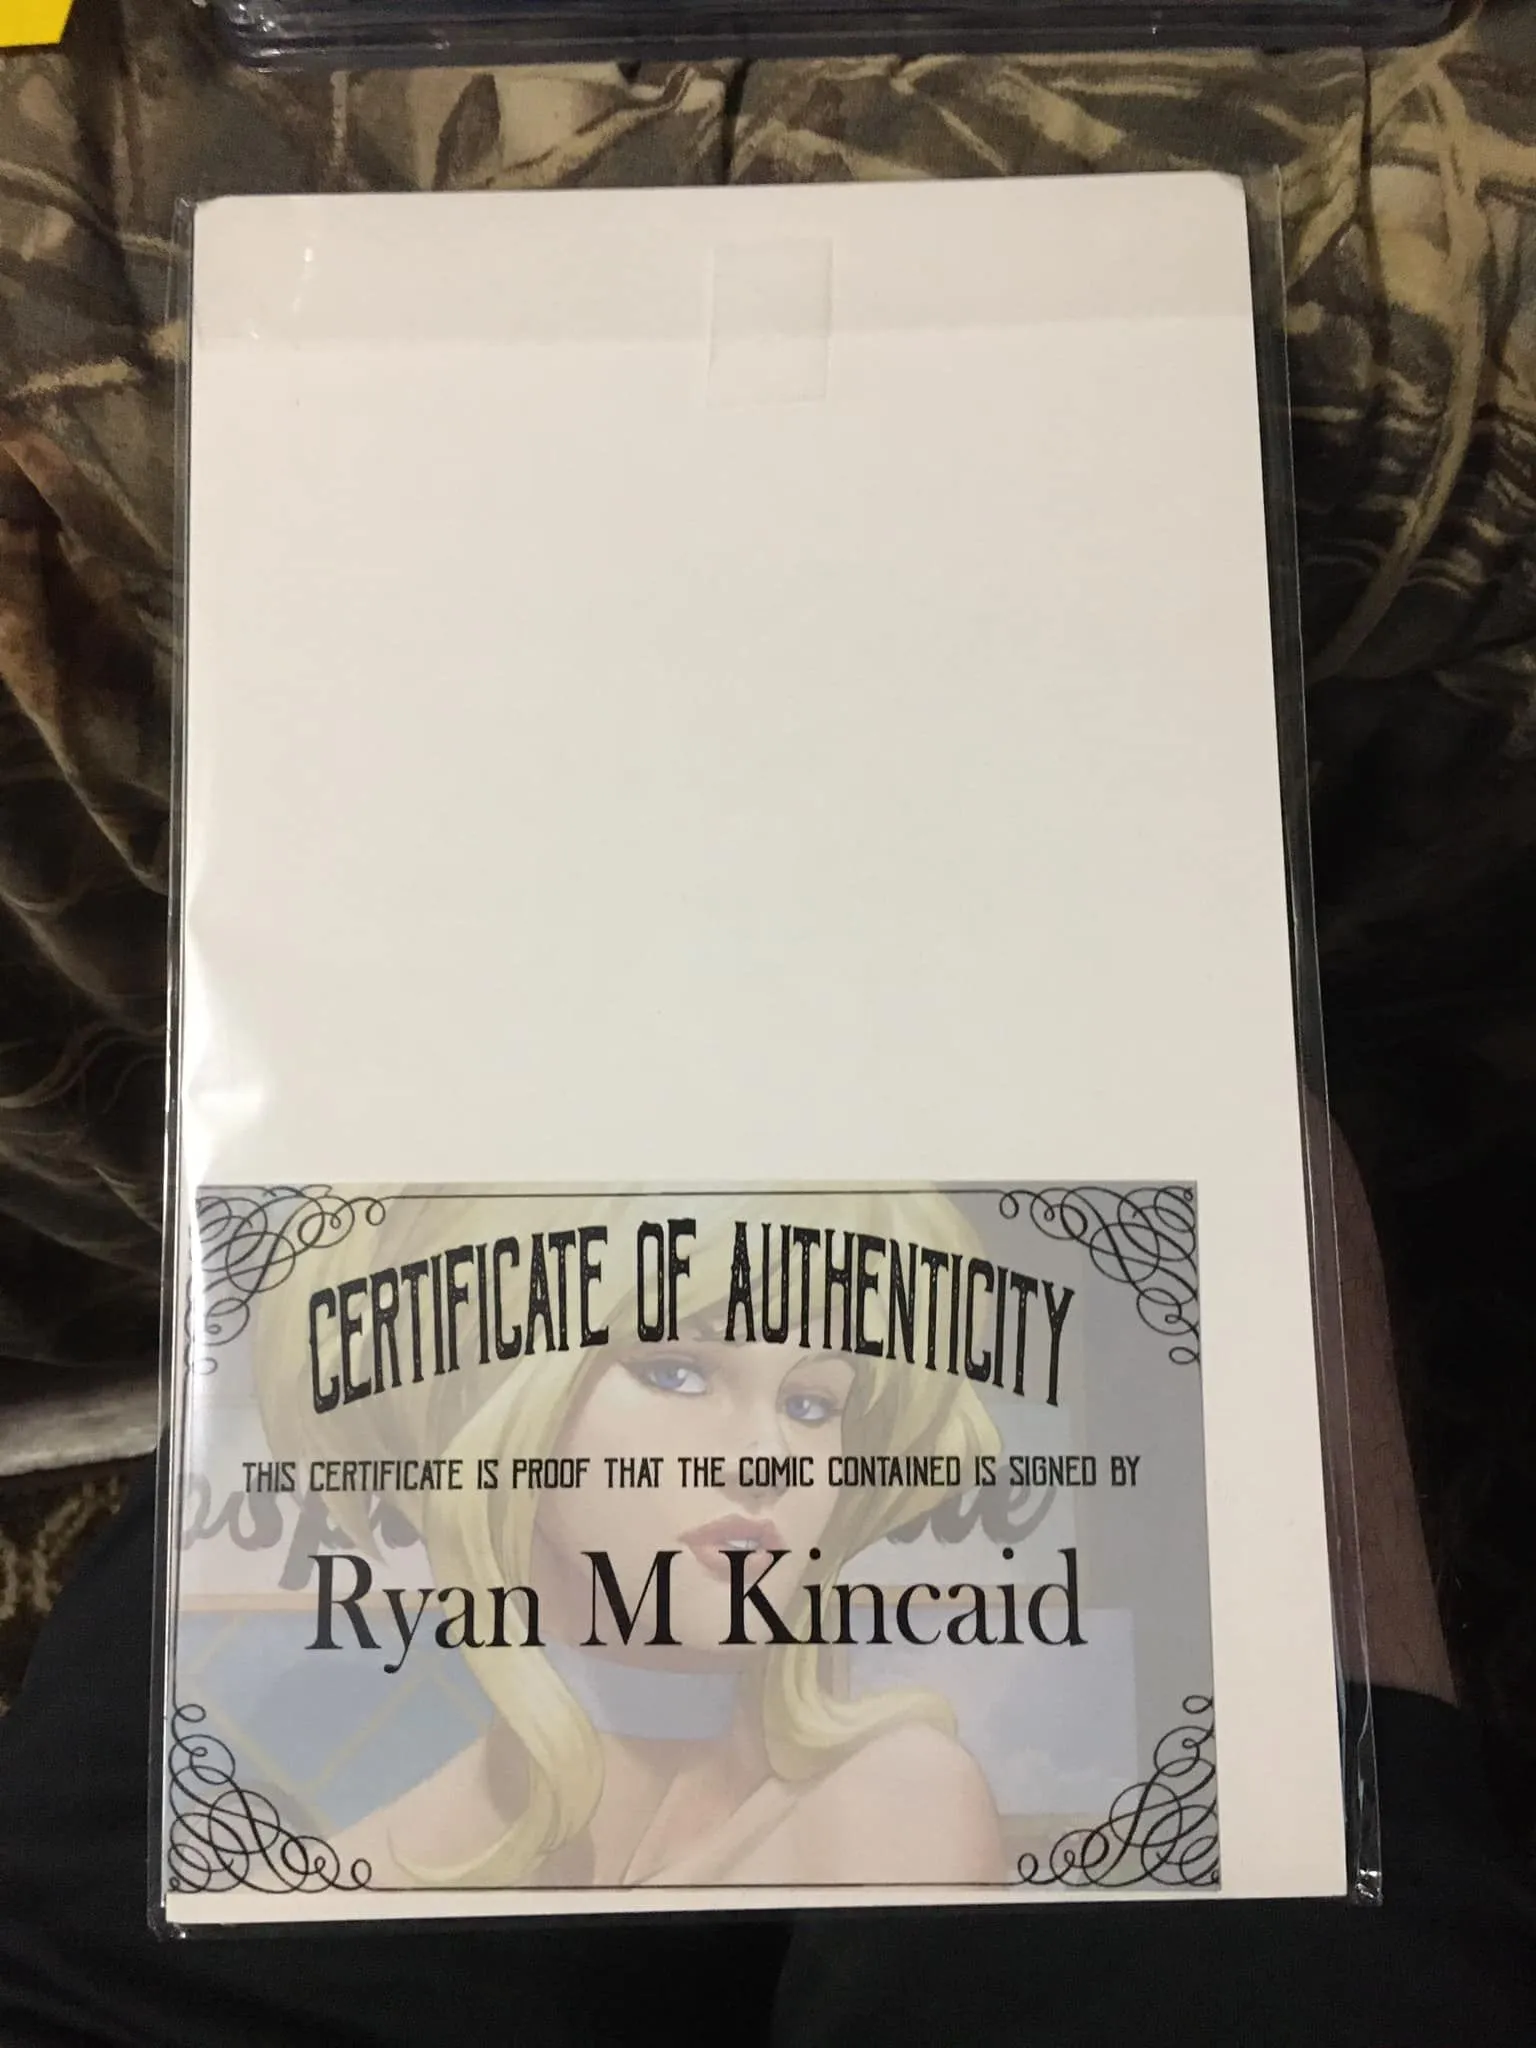 CERTIFICATE OF AUTHENTICITY
THIS CERTIFICATE IS PROOF THAT THE COMIC CONTAINED IS SIGNED BY
Ryan M Kincaid